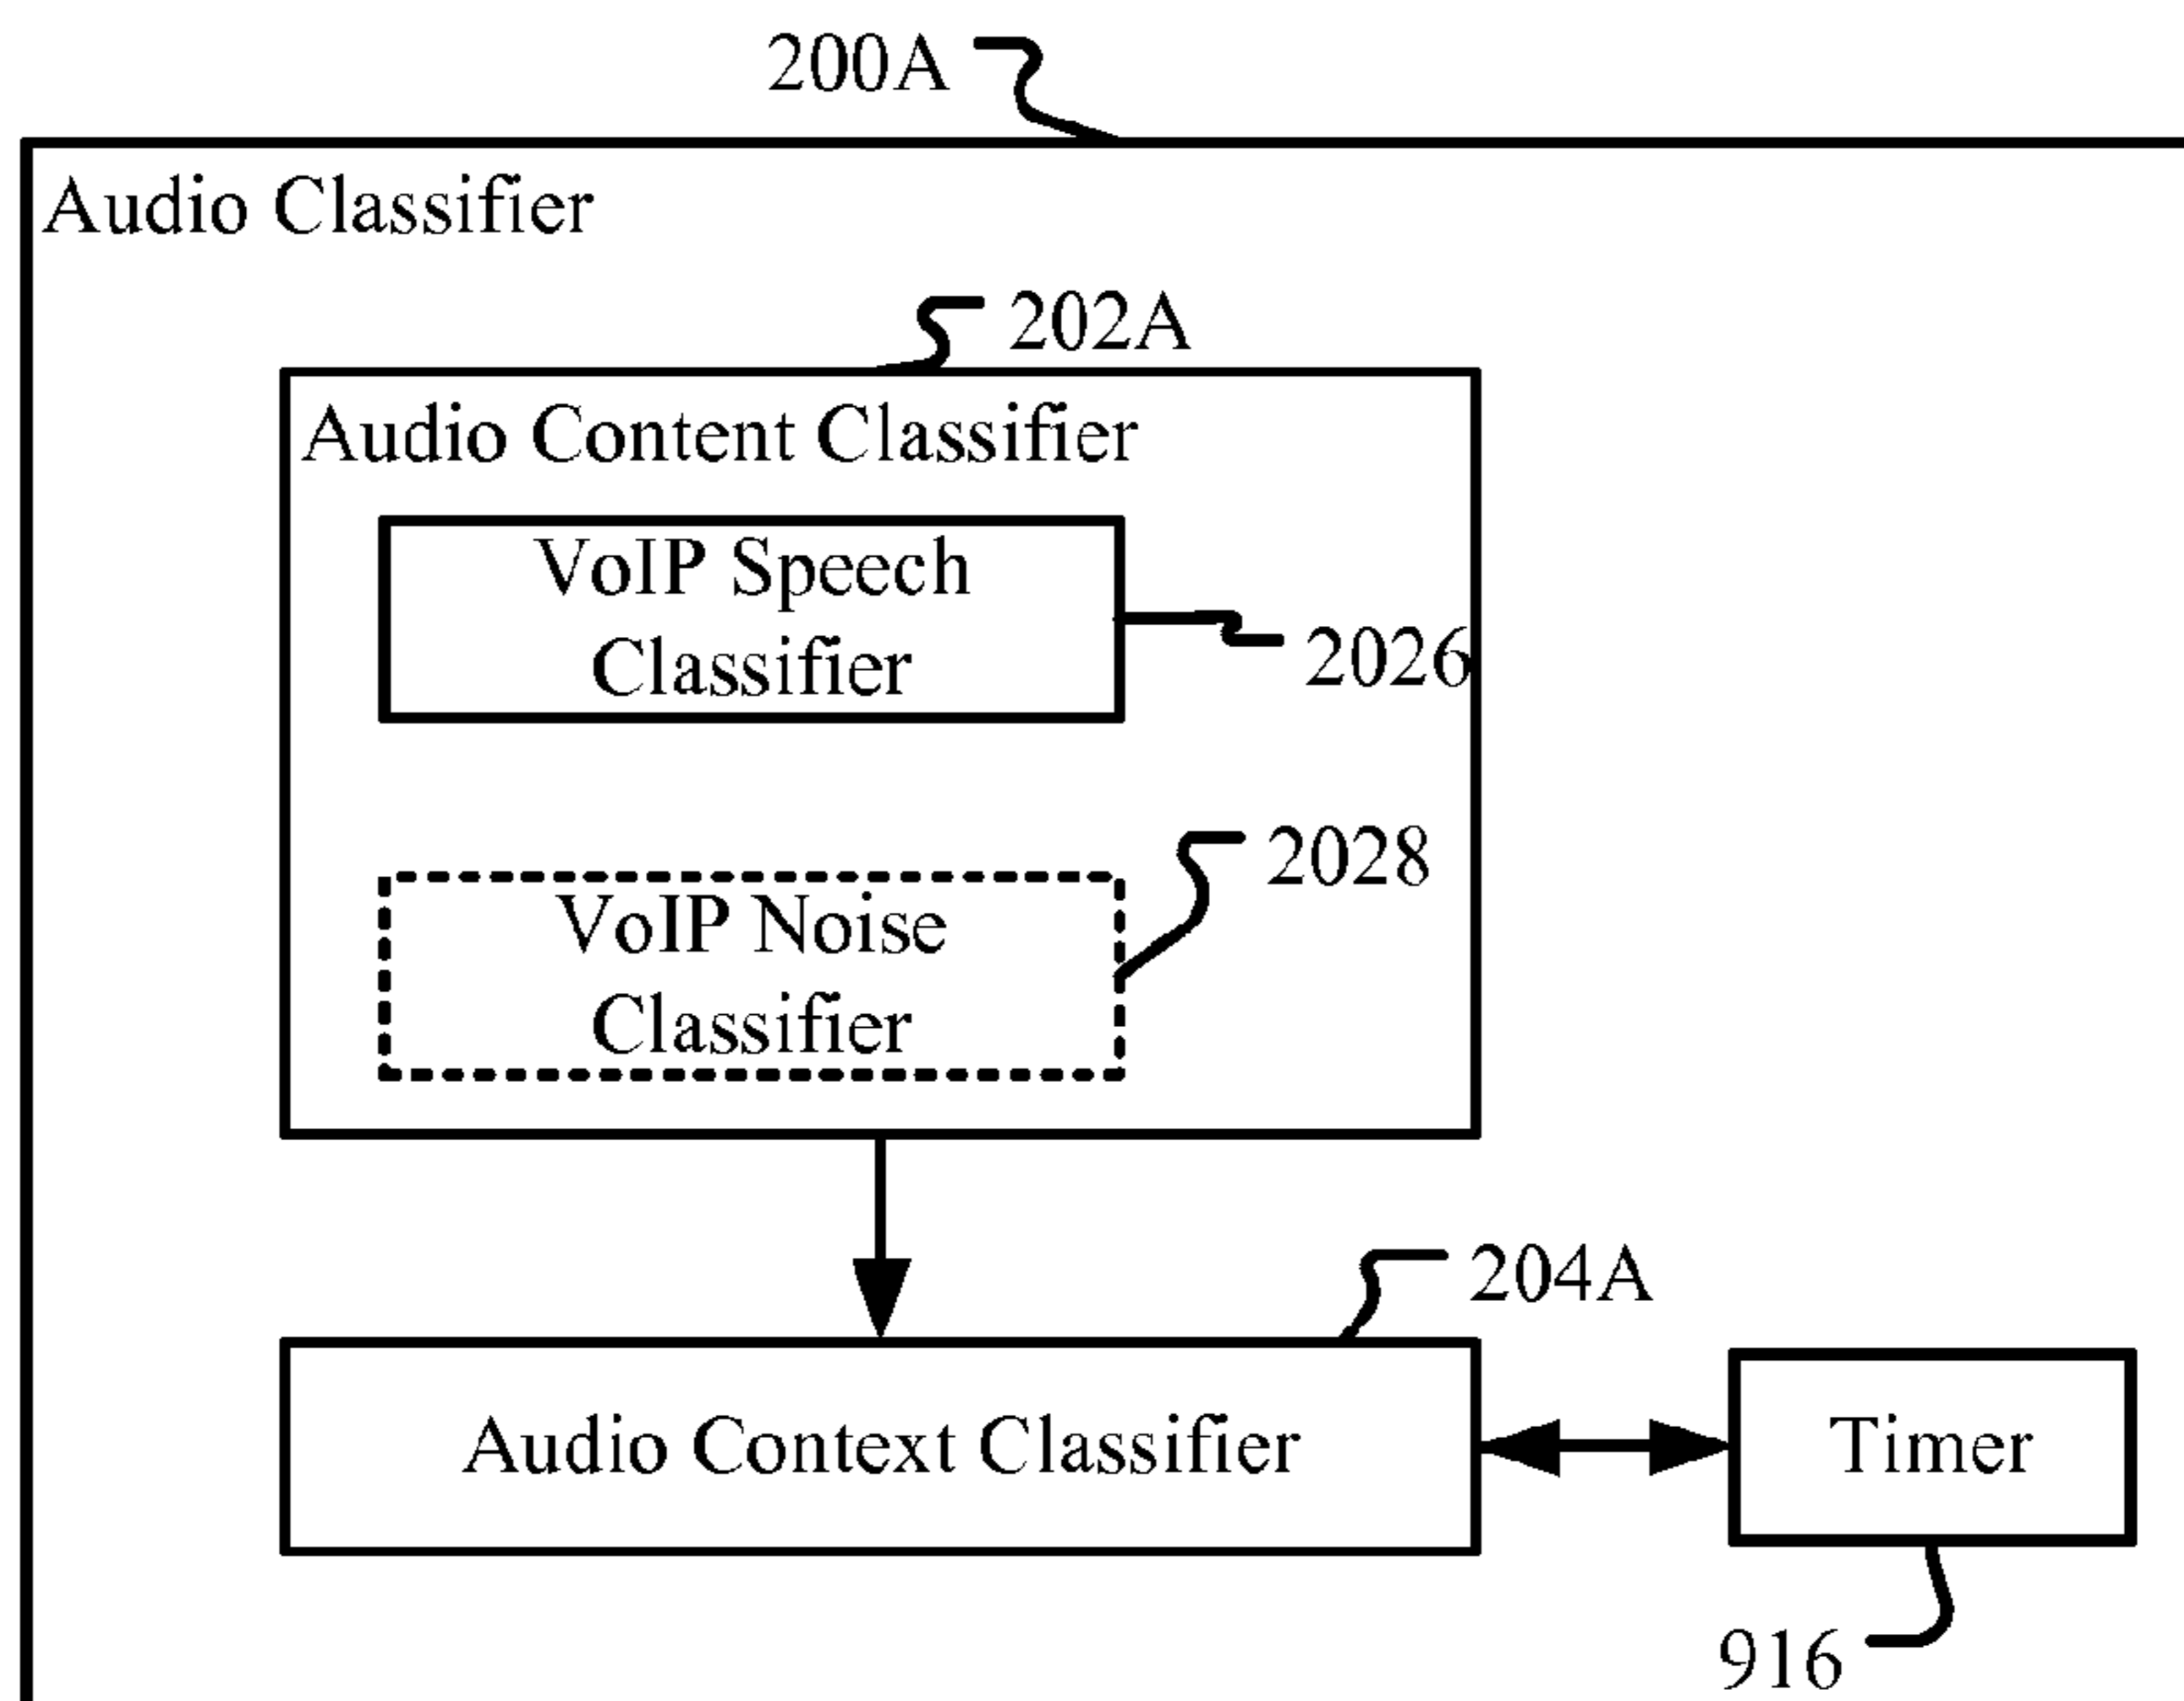 200A
Audio Classifier
202A
Audio Content Classifier
VoIP Speech
Classifier
2026
2028
VoIP Noise
Classifier
204A
Audio Context Classifier
Timer
916